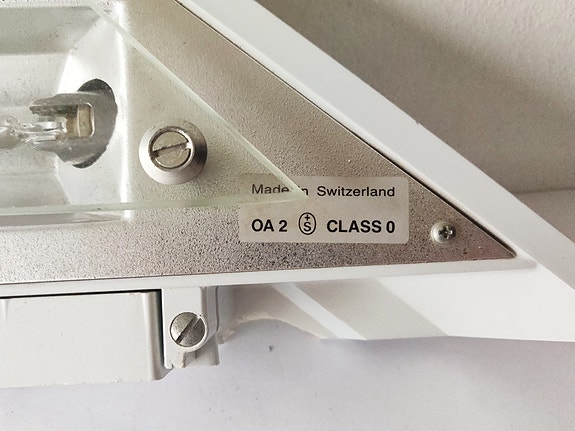 Made in Switzerland
OA 2 +S CLASS 0